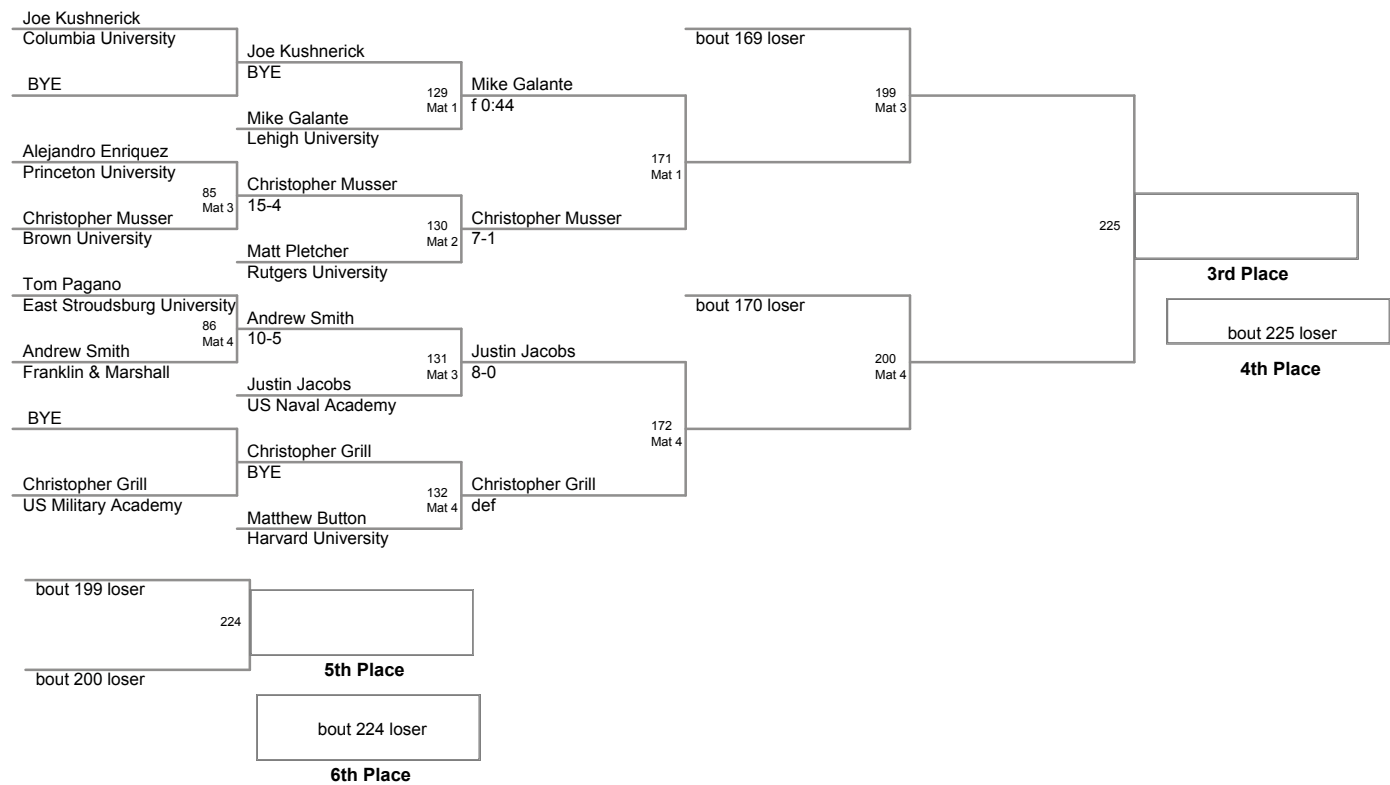 Joe Kushnerick
Columbia University
BYE
Alejandro Enriquez
Princeton University
85
Mat 3
Christopher Musser
Brown University
Tom Pagano
East Stroudsburg University
86
Mat 4
Andrew Smith
Franklin & Marshall
BYE
Christopher Grill
US Military Academy
Joe Kushnerick
BYE
129
Mat 1
Mike Galante
Lehigh University
Christopher Musser
15-4
130
Mat 2
Matt Pletcher
Rutgers University
Andrew Smith
10-5
131
Mat 3
Justin Jacobs
US Naval Academy
Christopher Grill
BYE
132
Mat 4
Matthew Button
Harvard University
Mike Galante
f 0:44
171
Mat 1
Christopher Musser
7-1
Justin Jacobs
8-0
172
Mat 4
Christopher Grill
def
bout 169 loser
199
Mat 3
bout 170 loser
200
Mat 4
225
3rd Place
bout 225 loser
4th Place
bout 199 loser
224
bout 200 loser
5th Place
bout 224 loser
6th Place